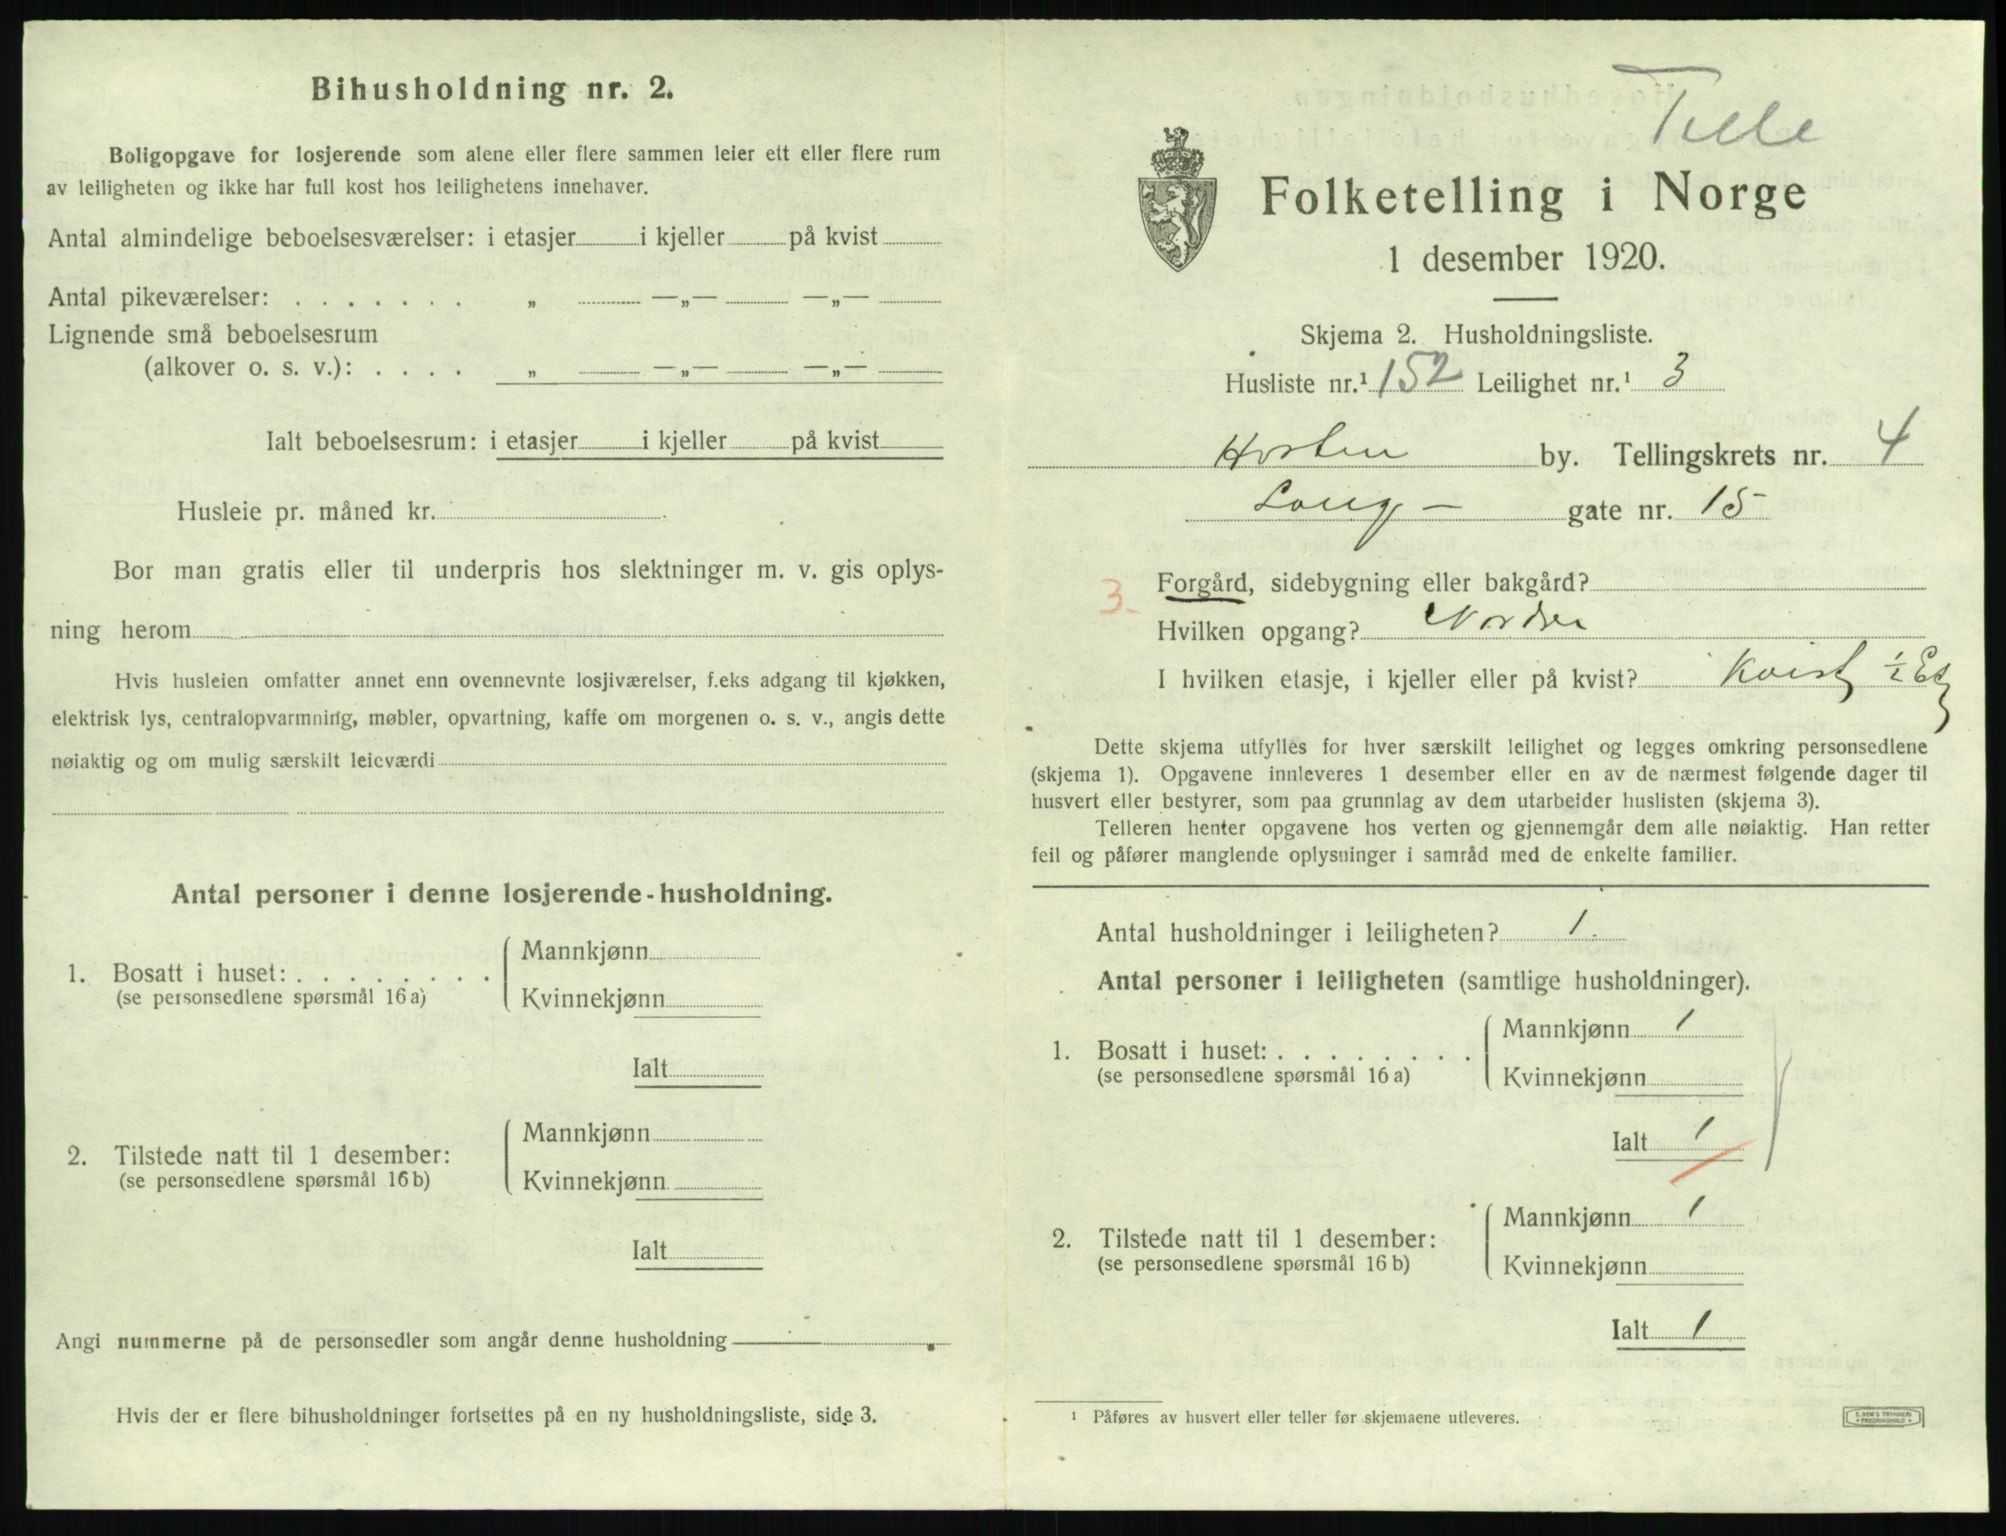 Bihusholdning nr. 2.
Boligopgave for losjerende som alene eller flere sammen leier ett eller flere rum
av leiligheten og ikke har full kost hos leilighetens innehaver.
Antal almindelige beboelsesværelser: i etasjer i kjeller på kvist
Antal pikeværelser: . . . . . . . „ —„— —„—
Lignende små beboelsesrum
(alkover o. s. v.): . . . . „ —„— —„—
Ialt beboelsesrum: i etasjer i kjeller på kvist
Husleie pr. måned kr.
Bor man gratis eller til underpris hos slektninger m. v. gis oplys-
ning herom
Hvis husleien omfatter annet enn ovennevnte losjiværelser, f.eks adgang til kjøkken,
elektrisk lys, centralopvarmning, møbler, opvartning, kaffe om morgenen o. s. v., angis dette
nøiaktig og om mulig særskilt leieværdi
Antal personer i denne losjerende-husholdning.
1. Bosatt i huset: . . . . . . . .
(se personsedlene spørsmål 16a)
Mannkjønn
Kvinnekjønn
Ialt
2. Tilstede natt til 1 desember:
(se personsedlene spørsmål 16b)
Mannkjønn
Kvinnekjønn
Ialt
Angi nummerne på de personsedler som angår denne husholdning
Hvis der er flere bihusholdninger fortsettes på en ny husholdningsliste, side 3.
Folketelling i Norge
1 desember 1920.
Skjema 2. Husholdningsliste.
Husliste nr.¹ 152 Leilighet nr.¹ 3
Horten by. Tellingskrets nr. 4
Lang- gate nr. 15
3. Forgård, sidebygning eller bakgård?
Hvilken opgang? Nordre
I hvilken etasje, i kjeller eller på kvist? Kvist ½ Et
Dette skjema utfylles for hver særskilt leilighet og legges omkring personsedlene
(skjema 1). Opgavene innleveres 1 desember eller en av de nærmest følgende dager til
husvert eller bestyrer, som paa grunnlag av dem utarbeider huslisten (skjema 3).
Telleren henter opgavene hos verten og gjennemgår dem alle nøiaktig. Han retter
feil og påfører manglende oplysninger i samråd med de enkelte familier.
Antal husholdninger i leiligheten? 1.
Antal personer i leiligheten (samtlige husholdninger).
1. Bosatt i huset: . . . . . . . .
(se personsedlene spørsmål 16a)
Mannkjønn 1
Kvinnekjønn
Ialt 1
2. Tilstede natt til 1 desember:
(se personsedlene spørsmål 16b)
Mannkjønn 1
Kvinnekjønn
Ialt 1
¹ Påføres av husvert eller teller før skjemaene utleveres.